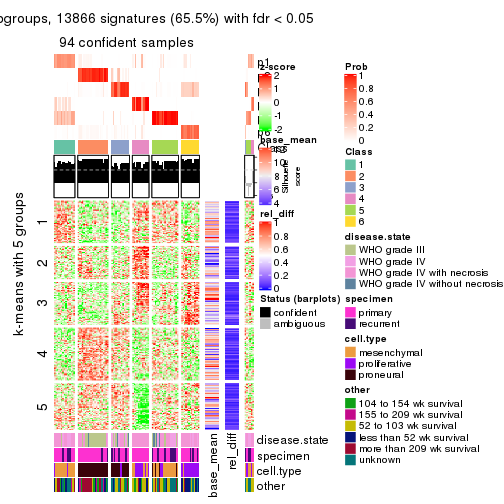 ogroups, 13866 signatures (65.5%) with fdr < 0.05
94 confident samples
p1
z-score
2
1
0
-1
-2
Prob
1
0.8
0.6
0.4
0.2
0
base_mean
Silhouette
score
Class
1
2
3
4
5
6
rel_diff
1
0.8
0.6
0.4
0.2
0
disease.state
WHO grade III
WHO grade IV
WHO grade IV with necrosis
WHO grade IV without necrosis
Status (barplots)
confident
ambiguous
specimen
primary
recurrent
cell.type
mesenchymal
proliferative
proneural
other
104 to 154 wk survival
155 to 209 wk survival
52 to 103 wk survival
less than 52 wk survival
more than 209 wk survival
unknown
k-means with 5 groups
1
2
3
4
5
base_mean
rel_diff
disease.state
specimen
cell.type
other